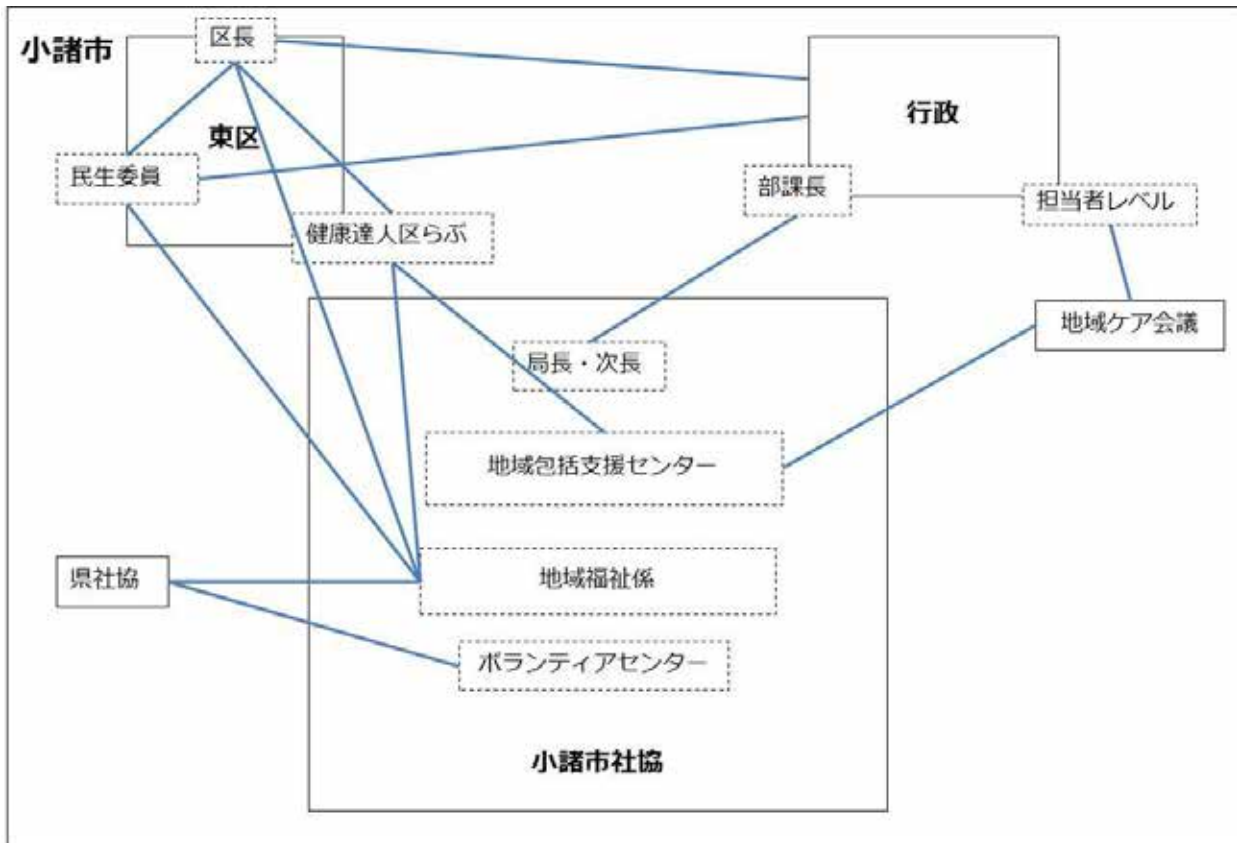 小諸市
区長
東区
民生委員
健康達人区らぶ
行政
部課長
担当者レベル
地域ケア会議
局長・次長
地域包括支援センター
地域福祉係
県社協
ボランティアセンター
小諸市社協